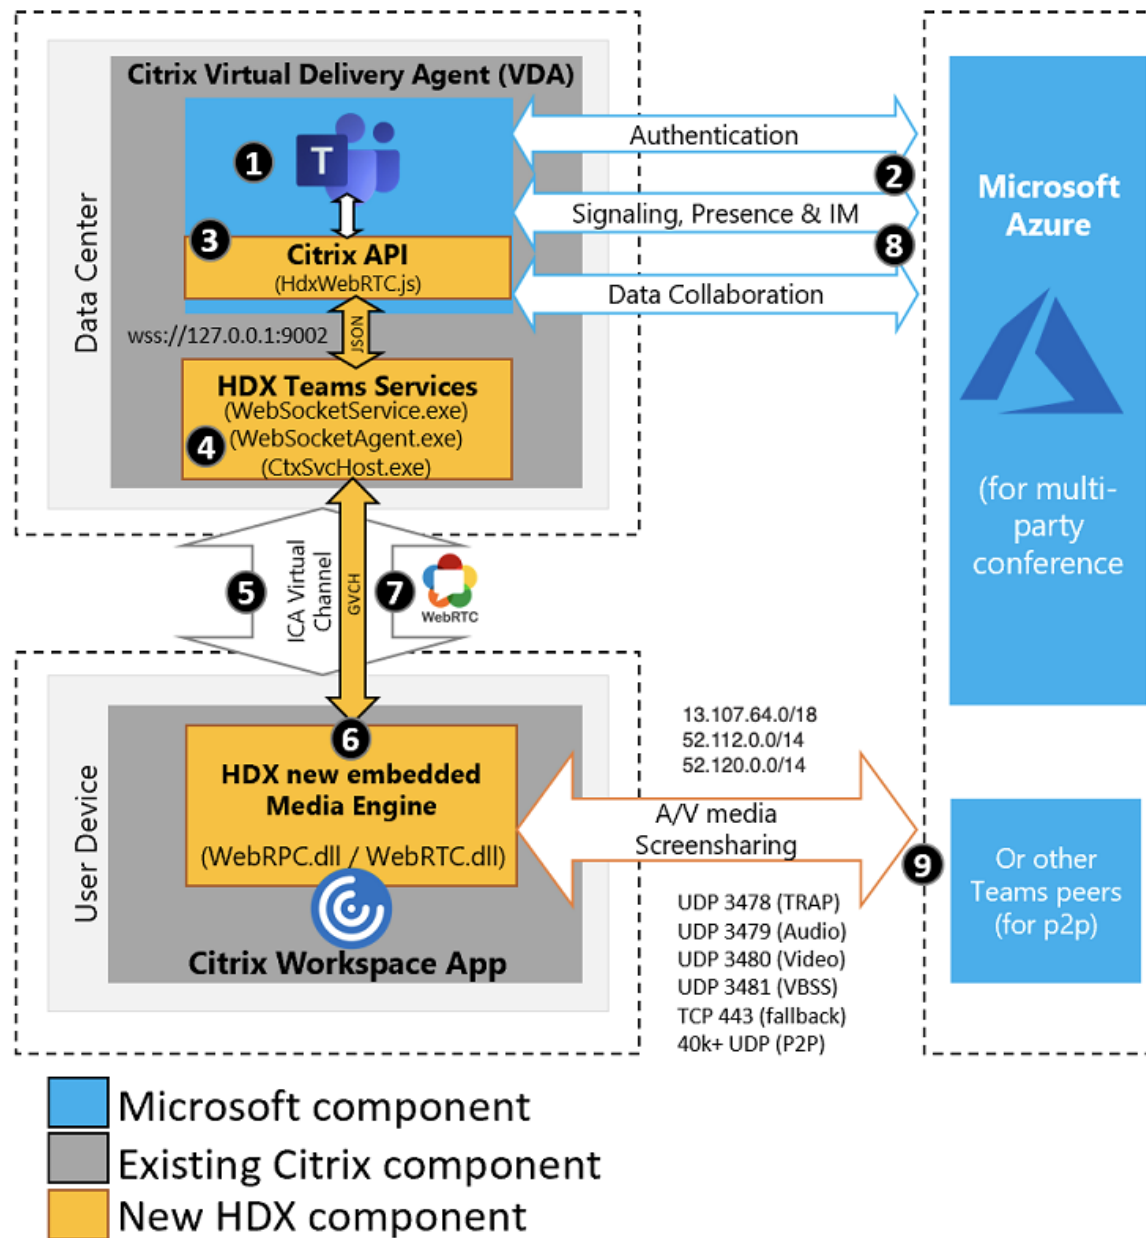 Citrix Virtual Delivery Agent (VDA)
Data Center
1
T
3
Citrix API
(HdxWebRTC.js)
wss://127.0.0.1:9002
JSON
HDX Teams Services
(WebSocketService.exe)
(WebSocketAgent.exe)
(CtxSvcHost.exe)
4
Authentication
2
Signaling, Presence & IM
8
Data Collaboration
Microsoft
Azure
(for multi-
party
conference
5
ICA Virtual
Channel
GVCH
7
WebRTC
User Device
6
HDX new embedded
Media Engine
(WebRPC.dll / WebRTC.dll)
Citrix Workspace App
13.107.64.0/18
52.112.0.0/14
52.120.0.0/14
A/V media
Screensharing
9
UDP 3478 (TRAP)
UDP 3479 (Audio)
UDP 3480 (Video)
UDP 3481 (VBSS)
TCP 443 (fallback)
40k+ UDP (P2P)
Or other
Teams peers
(for p2p)
Microsoft component
Existing Citrix component
New HDX component